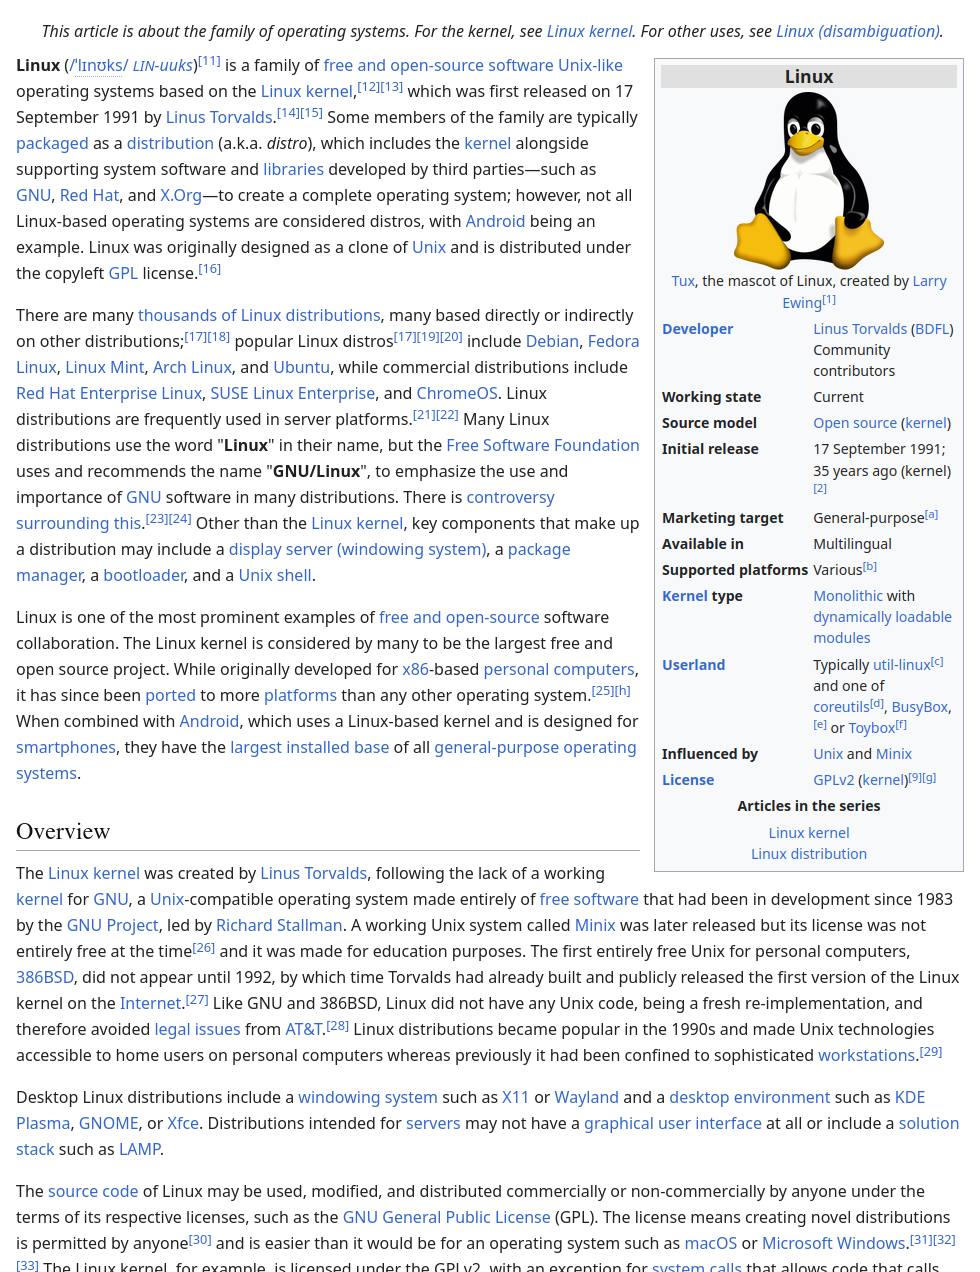 This article is about the family of operating systems. For the kernel, see Linux kernel. For other uses, see Linux (disambiguation).
Linux (/ˈlɪnʊks/ LIN-uuks)[11] is a family of free and open-source software Unix-like
operating systems based on the Linux kernel,[12][13] which was first released on 17
September 1991 by Linus Torvalds.[14][15] Some members of the family are typically
packaged as a distribution (a.k.a. distro), which includes the kernel alongside
supporting system software and libraries developed by third parties—such as
GNU, Red Hat, and X.Org—to create a complete operating system; however, not all
Linux-based operating systems are considered distros, with Android being an
example. Linux was originally designed as a clone of Unix and is distributed under
the copyleft GPL license.[16]
There are many thousands of Linux distributions, many based directly or indirectly
on other distributions;[17][18] popular Linux distros[17][19][20] include Debian, Fedora
Linux, Linux Mint, Arch Linux, and Ubuntu, while commercial distributions include
Red Hat Enterprise Linux, SUSE Linux Enterprise, and ChromeOS. Linux
distributions are frequently used in server platforms.[21][22] Many Linux
distributions use the word "Linux" in their name, but the Free Software Foundation
uses and recommends the name "GNU/Linux", to emphasize the use and
importance of GNU software in many distributions. There is controversy
surrounding this.[23][24] Other than the Linux kernel, key components that make up
a distribution may include a display server (windowing system), a package
manager, a bootloader, and a Unix shell.
Linux is one of the most prominent examples of free and open-source software
collaboration. The Linux kernel is considered by many to be the largest free and
open source project. While originally developed for x86-based personal computers,
it has since been ported to more platforms than any other operating system.[25][h]
When combined with Android, which uses a Linux-based kernel and is designed for
smartphones, they have the largest installed base of all general-purpose operating
systems.
Linux
Tux, the mascot of Linux, created by Larry
Ewing[1]
Developer Linus Torvalds (BDFL)
Community
contributors
Working state Current
Source model Open source (kernel)
Initial release 17 September 1991;
35 years ago (kernel)
[2]
Marketing target General-purpose[a]
Available in Multilingual
Supported platforms Various[b]
Kernel type Monolithic with
dynamically loadable
modules
Userland Typically util-linux[c]
and one of
coreutils[d], BusyBox,
[e] or Toybox[f]
Influenced by Unix and Minix
License GPLv2 (kernel)[9][g]
Articles in the series
Linux kernel
Linux distribution
Overview
The Linux kernel was created by Linus Torvalds, following the lack of a working
kernel for GNU, a Unix-compatible operating system made entirely of free software that had been in development since 1983
by the GNU Project, led by Richard Stallman. A working Unix system called Minix was later released but its license was not
entirely free at the time[26] and it was made for education purposes. The first entirely free Unix for personal computers,
386BSD, did not appear until 1992, by which time Torvalds had already built and publicly released the first version of the Linux
kernel on the Internet.[27] Like GNU and 386BSD, Linux did not have any Unix code, being a fresh re-implementation, and
therefore avoided legal issues from AT&T.[28] Linux distributions became popular in the 1990s and made Unix technologies
accessible to home users on personal computers whereas previously it had been confined to sophisticated workstations.[29]
Desktop Linux distributions include a windowing system such as X11 or Wayland and a desktop environment such as KDE
Plasma, GNOME, or Xfce. Distributions intended for servers may not have a graphical user interface at all or include a solution
stack such as LAMP.
The source code of Linux may be used, modified, and distributed commercially or non-commercially by anyone under the
terms of its respective licenses, such as the GNU General Public License (GPL). The license means creating novel distributions
is permitted by anyone[30] and is easier than it would be for an operating system such as macOS or Microsoft Windows.[31][32]
[33] The Linux kernel, for example, is licensed under the GPLv2, with an exception for system calls that allows code that calls